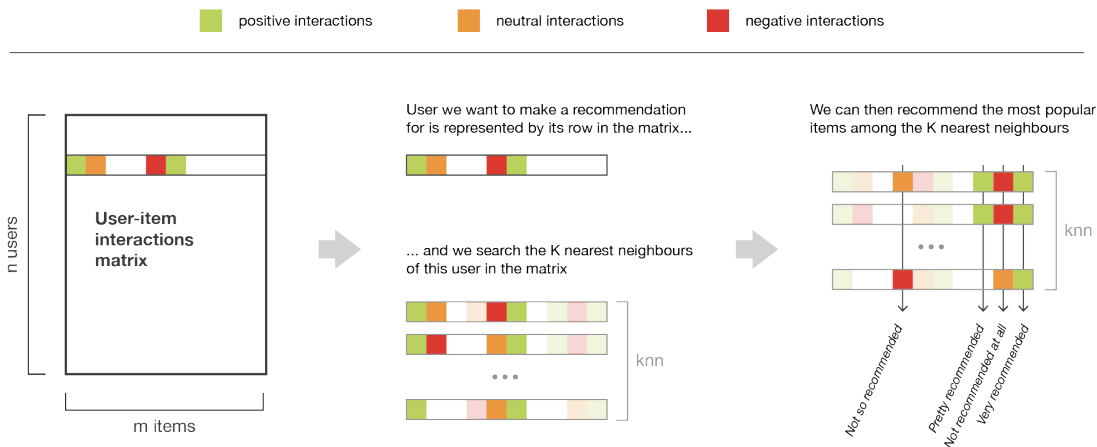 positive interactions
neutral interactions
negative interactions
n users
User-item
interactions
matrix
m items
User we want to make a recommendation
for is represented by its row in the matrix...
... and we search the K nearest neighbours
of this user in the matrix
knn
We can then recommend the most popular
items among the K nearest neighbours
knn
Not so recommended
Pretty recommended
Not recommended at all
Very recommended